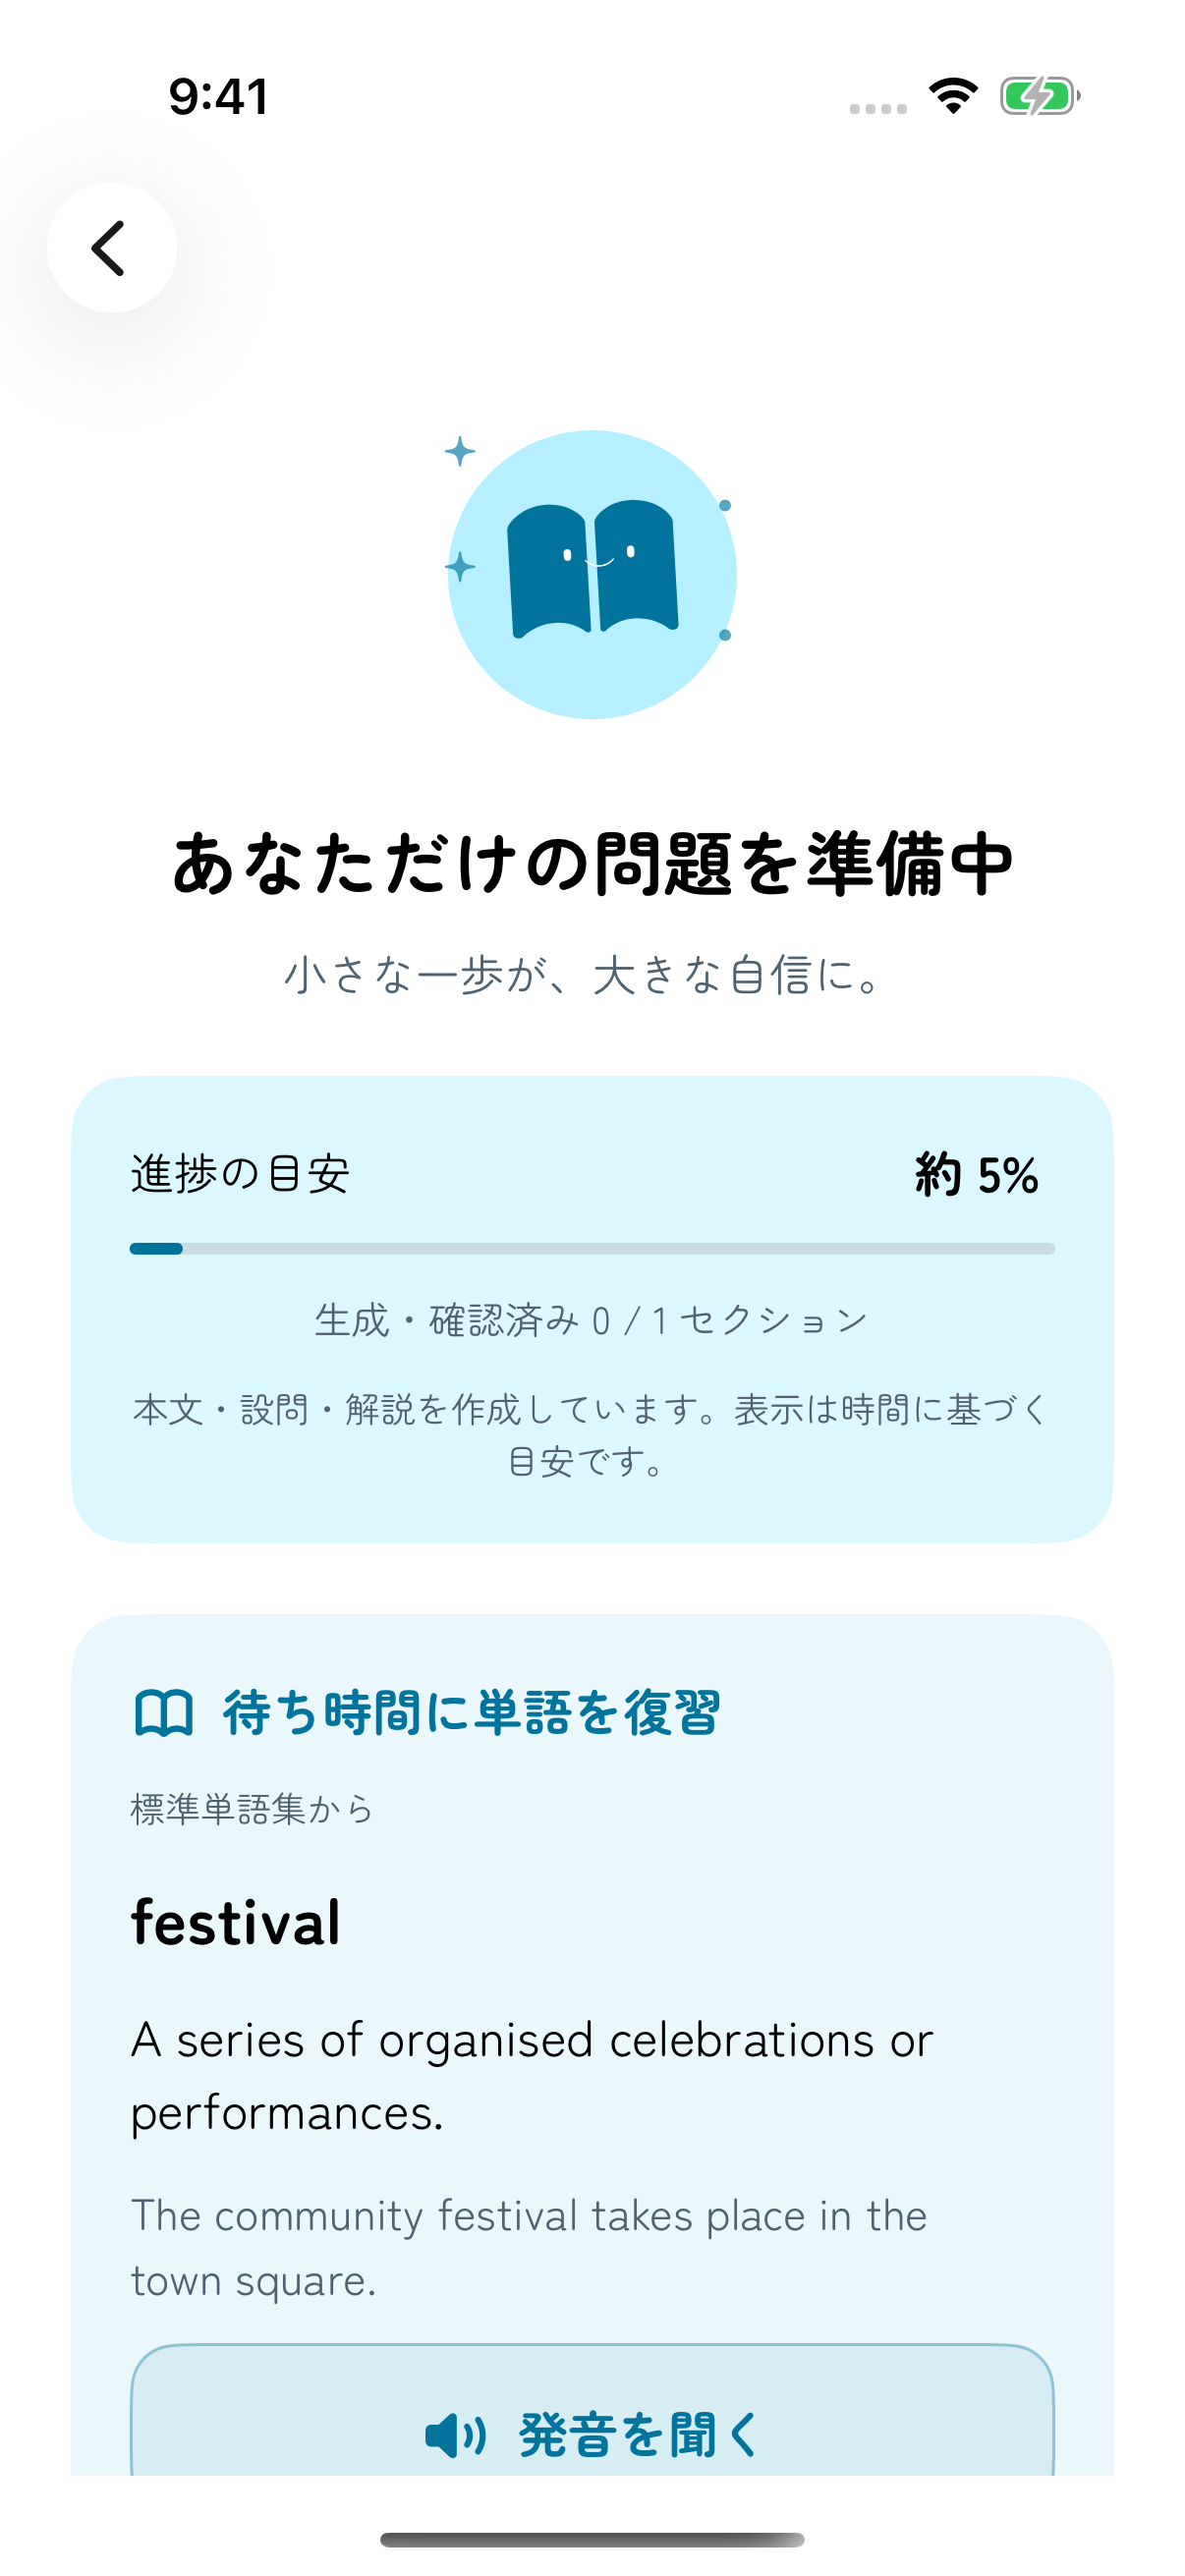 9:41
あなただけの問題を準備中
小さな一歩が、大きな自信に。
進捗の目安
約 5%
生成・確認済み 0 / 1 セクション
本文・設問・解説を作成しています。表示は時間に基づく
目安です。
待ち時間に単語を復習
標準単語集から
festival
A series of organised celebrations or
performances.
The community festival takes place in the
town square.
発音を聞く